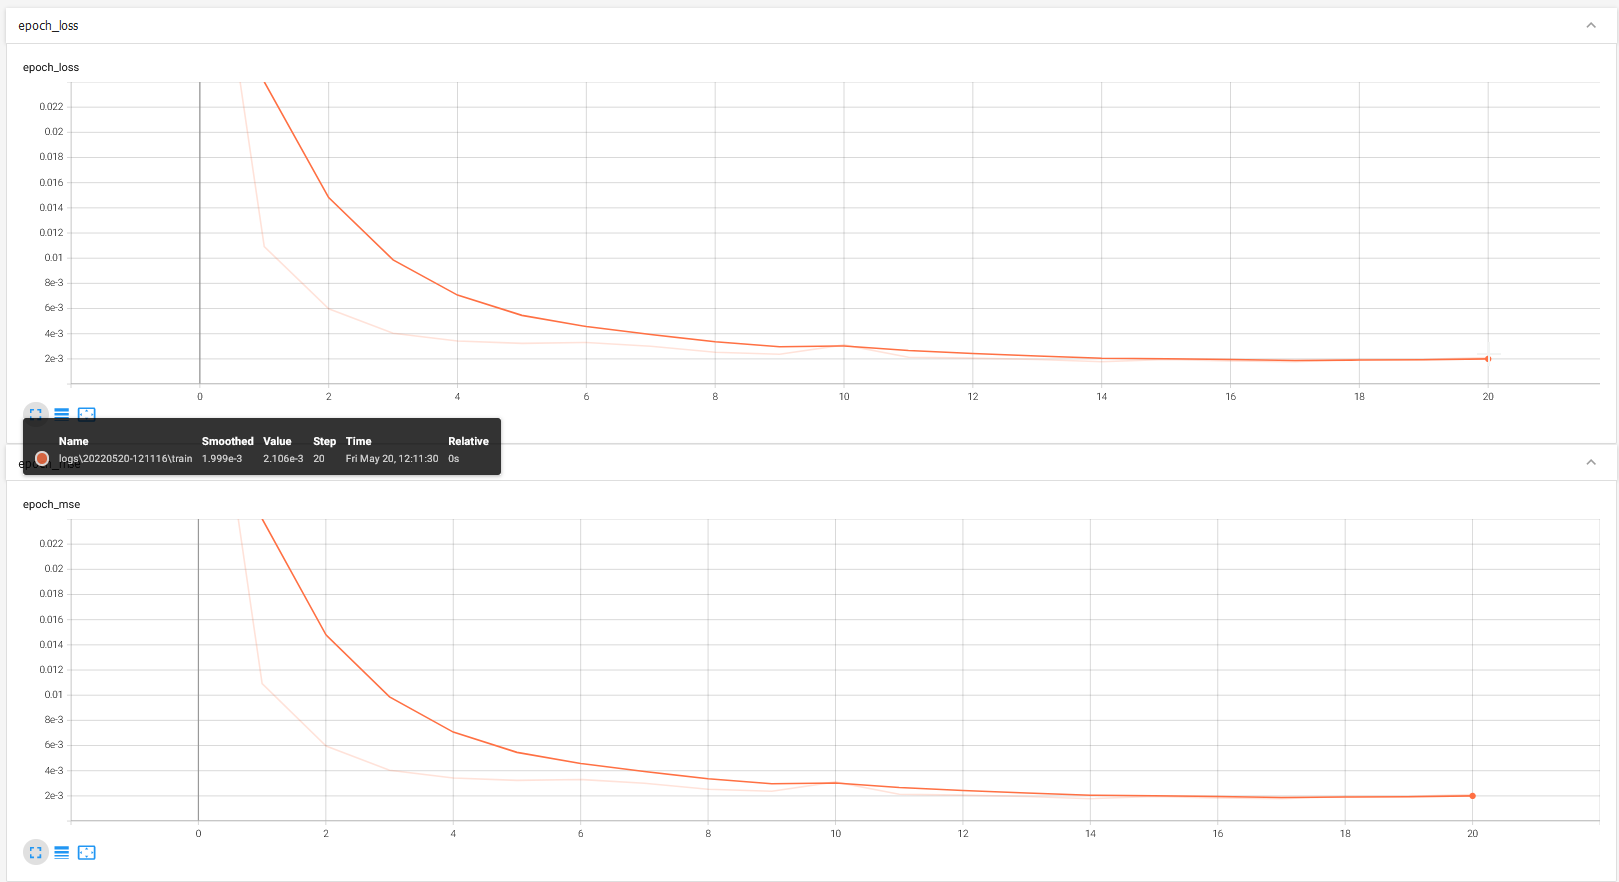 epoch_loss
epoch_loss
0.022
0.02
0.018
0.016
0.014
0.012
0.01
8e-3
6e-3
4e-3
2e-3
0 2 4 6 8 10 12 14 16 18 20
Name Smoothed Value Step Time Relative
logs\20220520-121116\train 1.999e-3 2.106e-3 20 Fri May 20, 12:11:30 0s
epoch_mse
epoch_mse
0.022
0.02
0.018
0.016
0.014
0.012
0.01
8e-3
6e-3
4e-3
2e-3
0 2 4 6 8 10 12 14 16 18 20